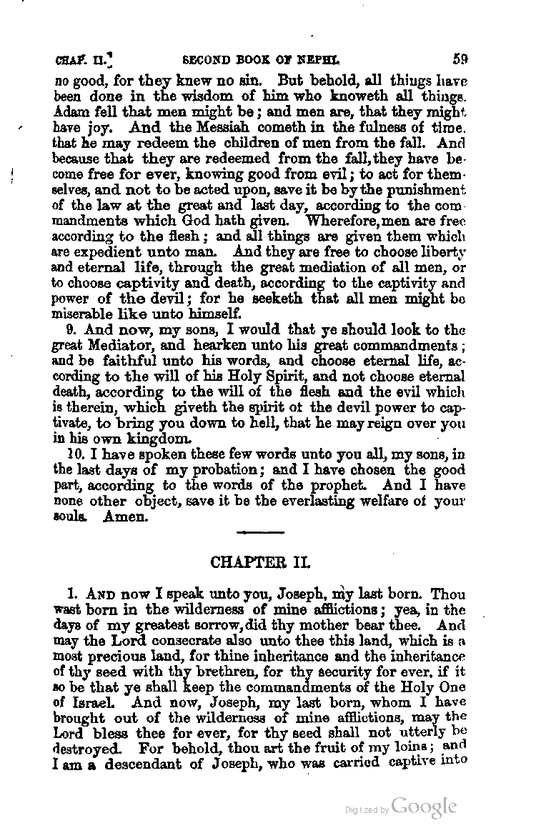 CHAP. II.] SECOND BOOK OF NEPHI. 59
no good, for they knew no sin. But behold, all things have
been done in the wisdom of him who knoweth all things.
Adam fell that men might be; and men are, that they might
have joy. And the Messiah cometh in the fulness of time.
that he may redeem the children of men from the fall. And
because that they are redeemed from the fall, they have be-
come free for ever, knowing good from evil; to act for them-
selves, and not to be acted upon, save it be by the punishment
of the law at the great and last day, according to the com-
mandments which God hath given. Wherefore, men are free
according to the flesh; and all things are given them which
are expedient unto man. And they are free to choose liberty
and eternal life, through the great mediation of all men, or
to choose captivity and death, according to the captivity and
power of the devil; for he seeketh that all men might be
miserable like unto himself.
9. And now, my sons, I would that ye should look to the
great Mediator, and hearken unto his great commandments;
and be faithful unto his words, and choose eternal life, ac-
cording to the will of his Holy Spirit, and not choose eternal
death, according to the will of the flesh and the evil which
is therein, which giveth the spirit of the devil power to cap-
tivate, to bring you down to hell, that he may reign over you
in his own kingdom.
10. I have spoken these few words unto you all, my sons, in
the last days of my probation; and I have chosen the good
part, according to the words of the prophet. And I have
none other object, save it be the everlasting welfare of your
souls. Amen.
CHAPTER II.
1. AND now I speak unto you, Joseph, my last born. Thou
wast born in the wilderness of mine afflictions; yea, in the
days of my greatest sorrow, did thy mother bear thee. And
may the Lord consecrate also unto thee this land, which is a
most precious land, for thine inheritance and the inheritance
of thy seed with thy brethren, for thy security for ever, if it
so be that ye shall keep the commandments of the Holy One
of Israel. And now, Joseph, my last born, whom I have
brought out of the wilderness of mine afflictions, may the
Lord bless thee for ever, for thy seed shall not utterly be
destroyed. For behold, thou art the fruit of my loins; and
I am a descendant of Joseph, who was carried captive into
Digitized by Google